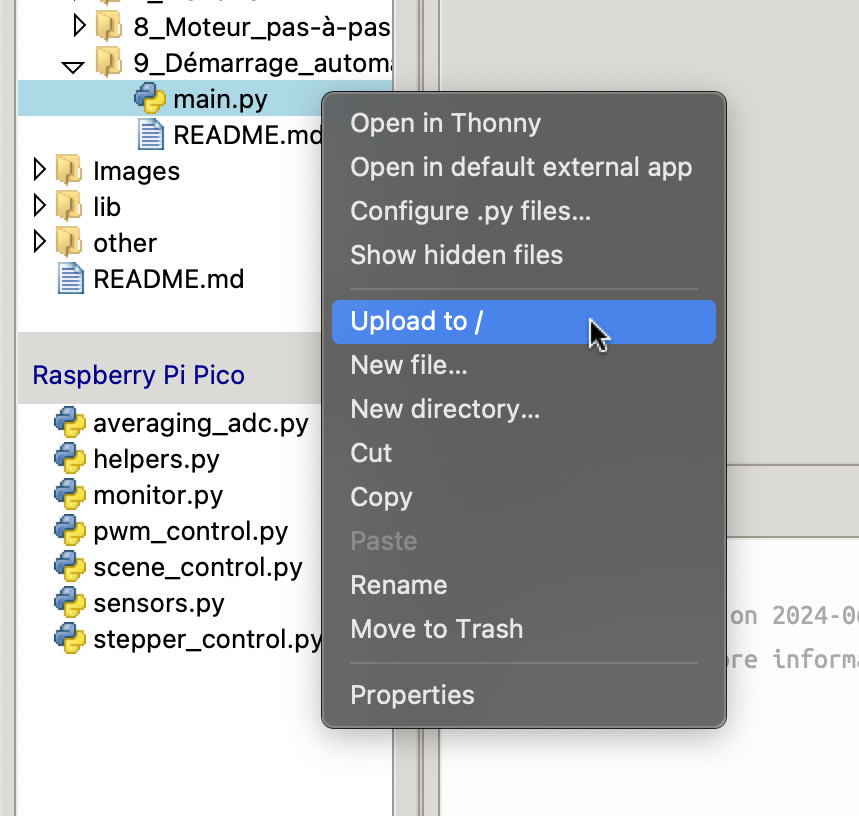 8_Moteur_pas-à-pas
9_Démarrage_automa
main.py
README.md
Images
lib
other
README.md
Raspberry Pi Pico
averaging_adc.py
helpers.py
monitor.py
pwm_control.py
scene_control.py
sensors.py
stepper_control.py
Open in Thonny
Open in default external app
Configure .py files...
Show hidden files
Upload to /
New file...
New directory...
Cut
Copy
Paste
Rename
Move to Trash
Properties
on 2024-0
re informa